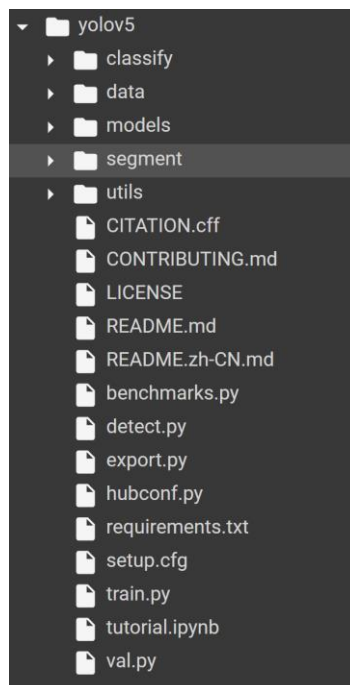 yolov5
classify
data
models
segment
utils
CITATION.cff
CONTRIBUTING.md
LICENSE
README.md
README.zh-CN.md
benchmarks.py
detect.py
export.py
hubconf.py
requirements.txt
setup.cfg
train.py
tutorial.ipynb
val.py